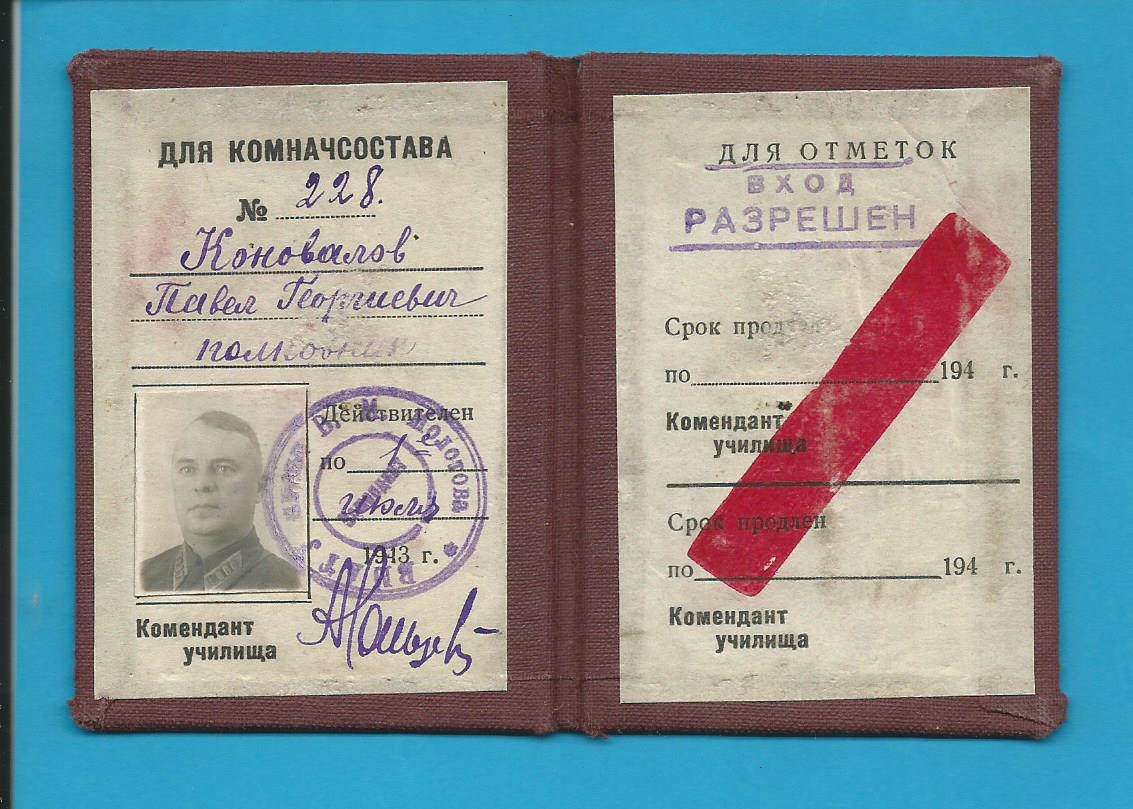 ДЛЯ КОМНАЧСОСТАВА
№ 228.
Коновалов
Павел Георгиевич
полковник
Действителен
по 1
июля
1943 г.
В. М. Молотова
Комендант
училища
ДЛЯ ОТМЕТОК
ВХОД
РАЗРЕШЕН
Срок продлен
по 194 г.
Комендант
училища
Срок продлен
по 194 г.
Комендант
училища